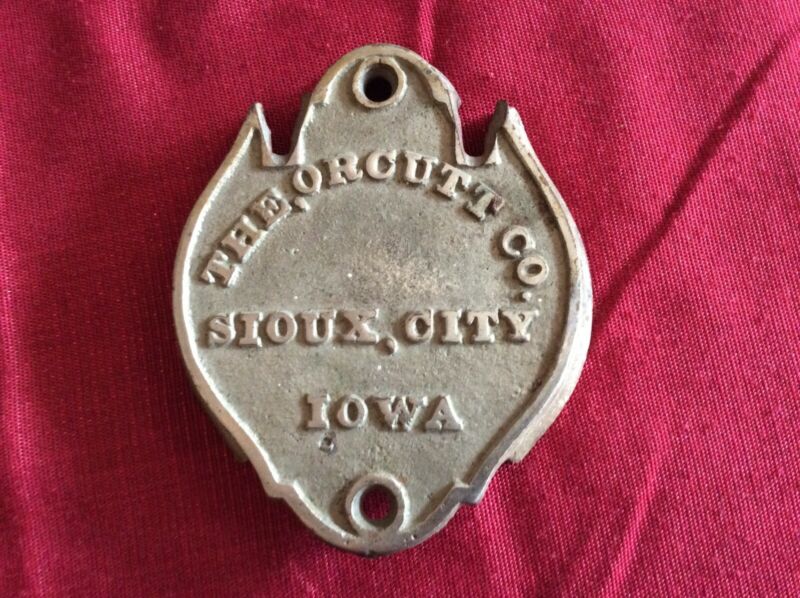 THE, ORCUTT CO.
SIOUX, CITY
IOWA